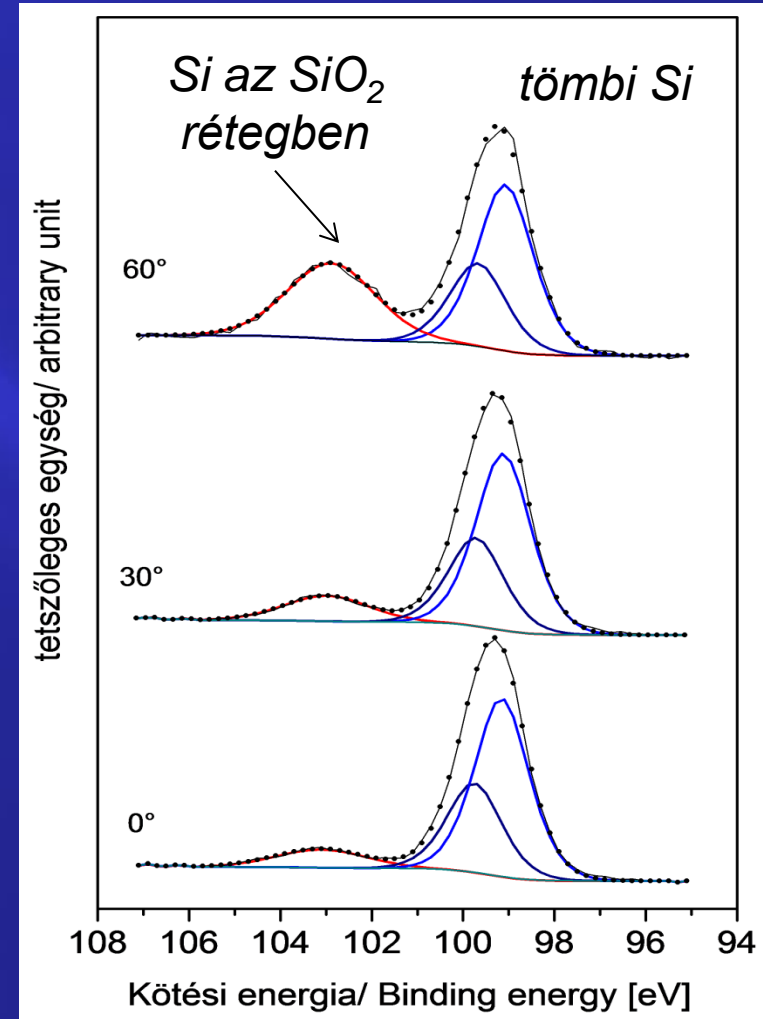 Si az SiO₂
rétegben
tömbi Si
tetszőleges egység/ arbitrary unit
60°
30°
0°
108 106 104 102 100 98 96 94
Kötési energia/ Binding energy [eV]